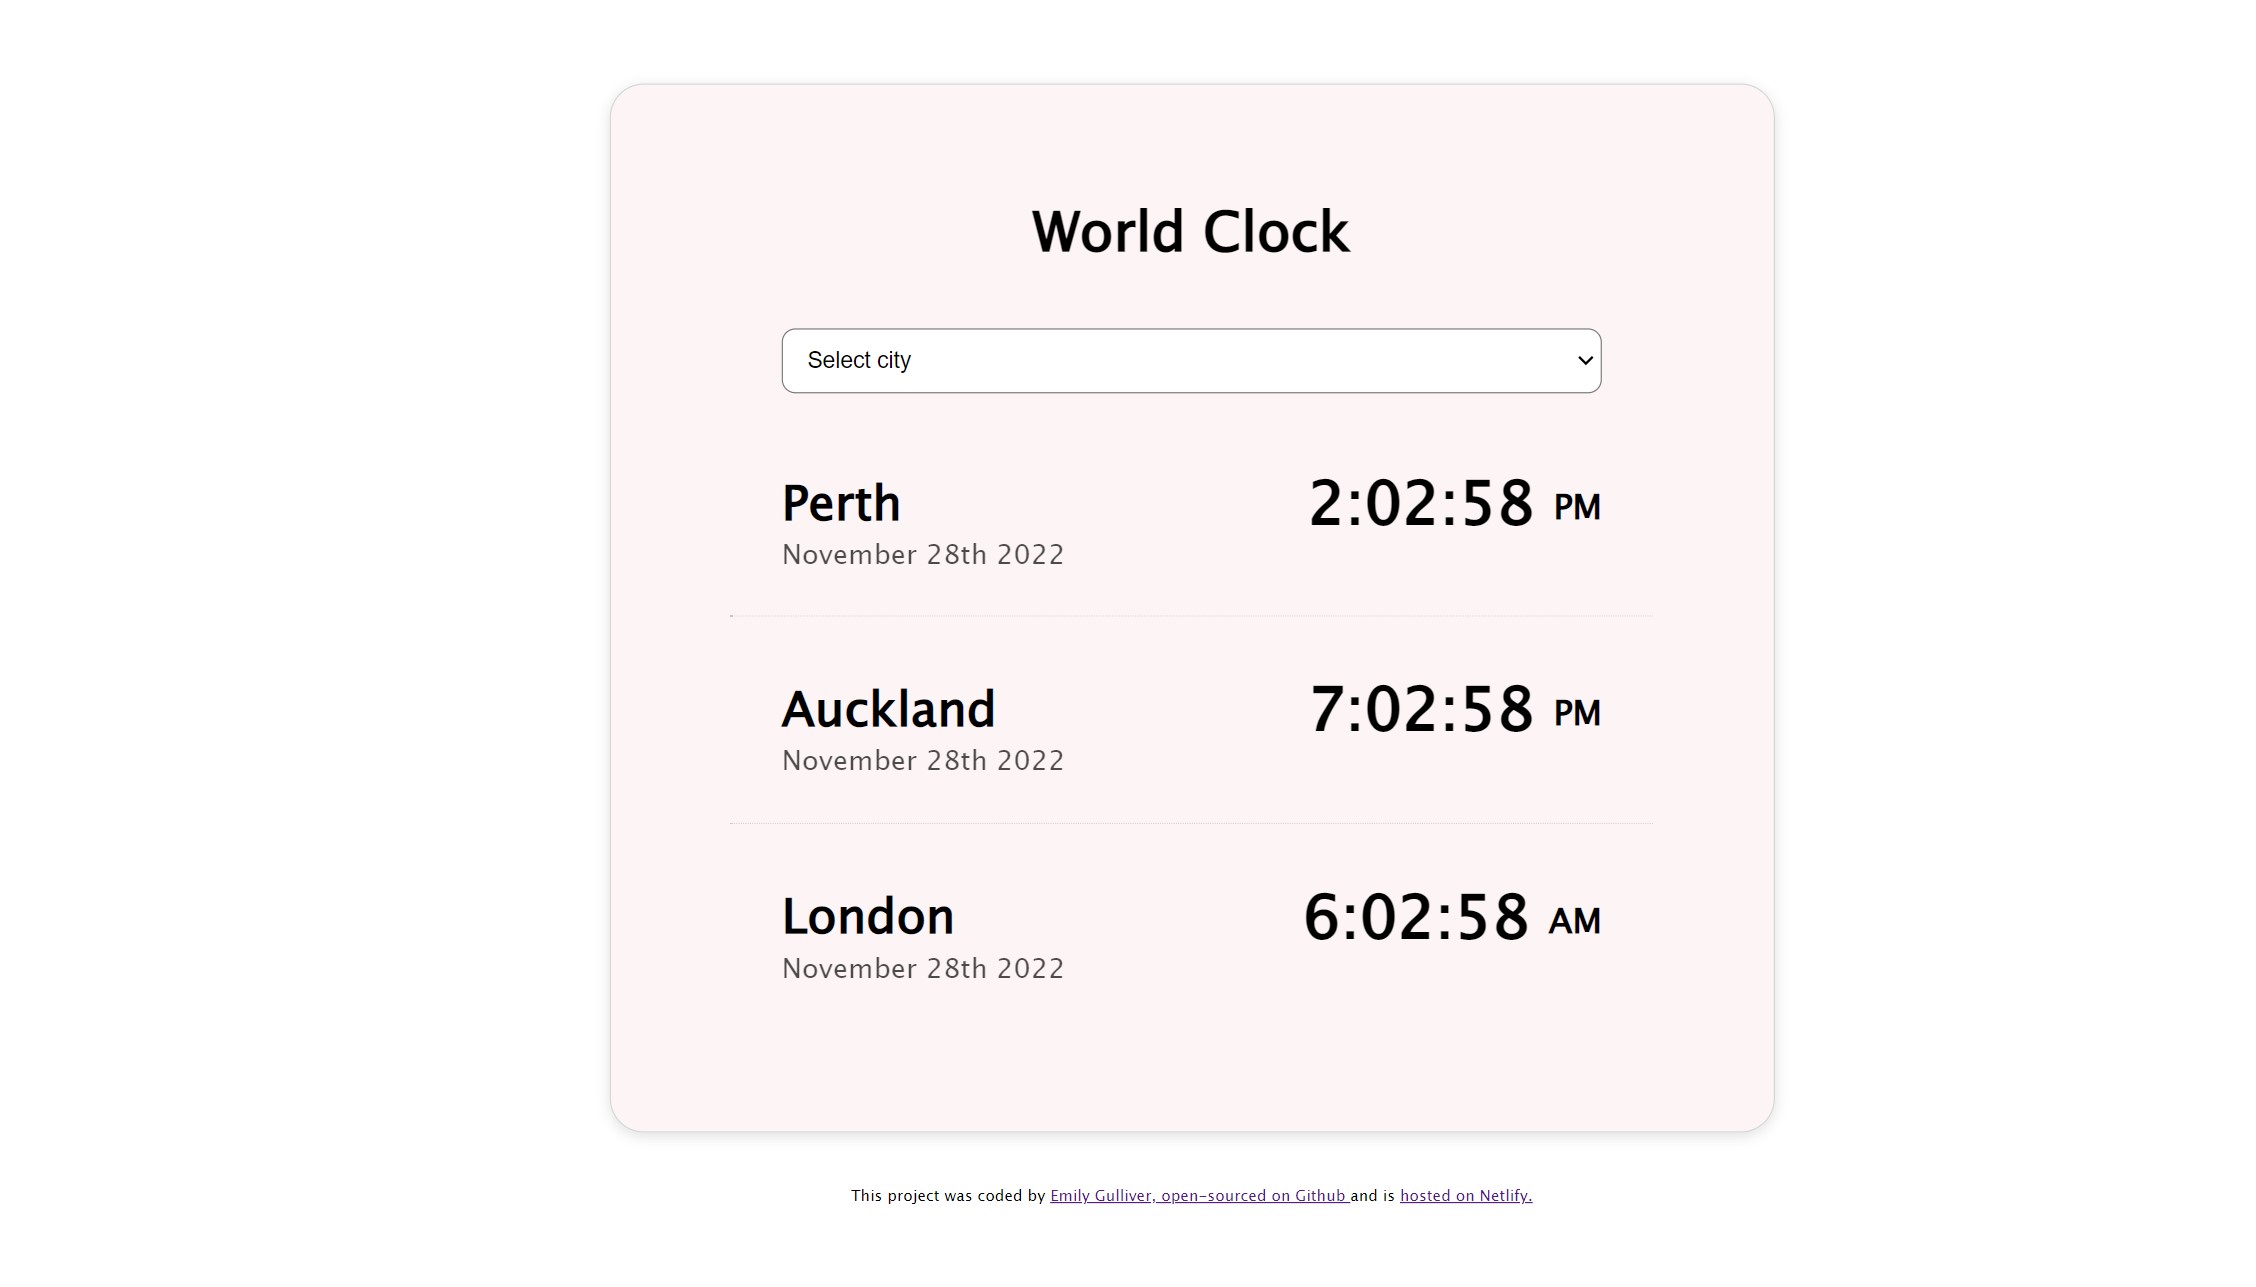 World Clock
Select city
Perth
2:02:58 PM
November 28th 2022
Auckland
7:02:58 PM
November 28th 2022
London
6:02:58 AM
November 28th 2022
This project was coded by Emily Gulliver, open-sourced on Github and is hosted on Netlify.